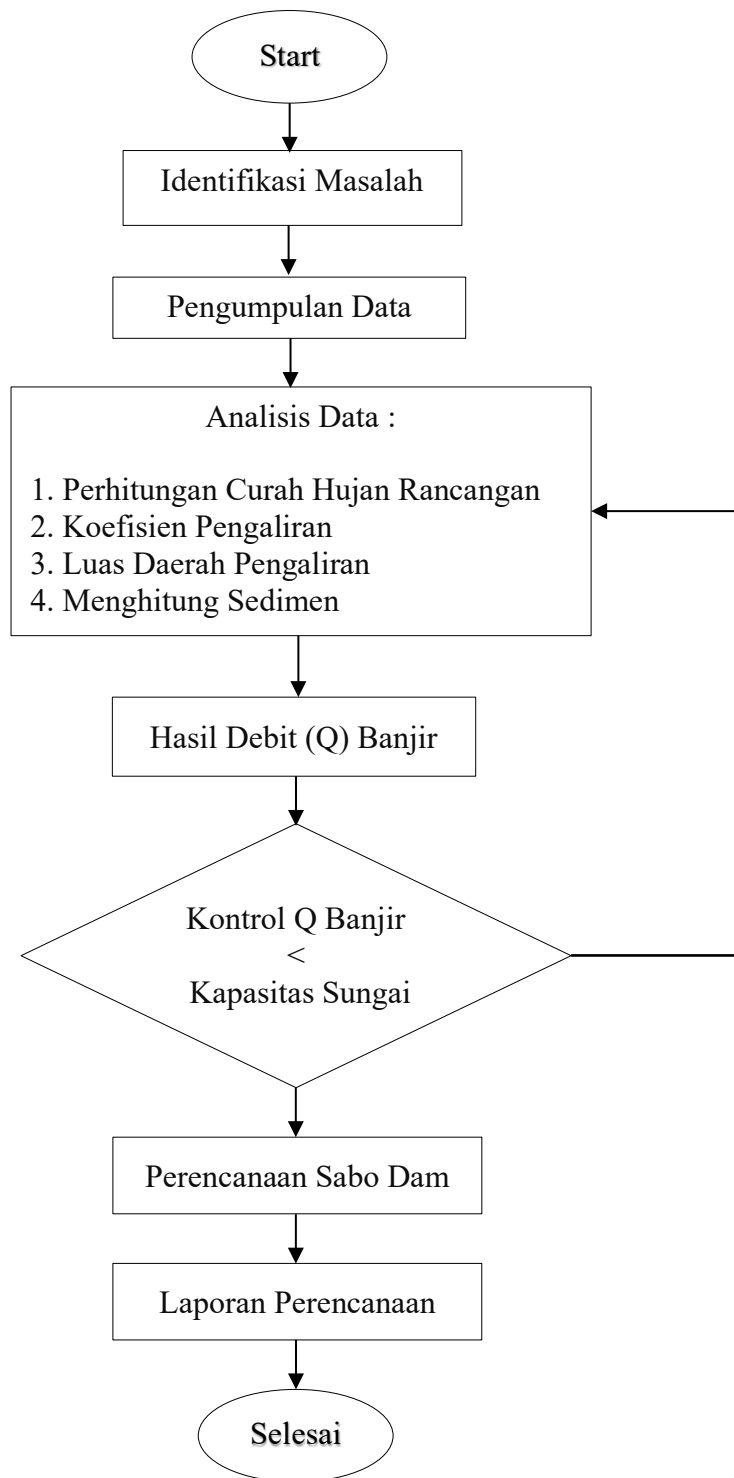 Start
Identifikasi Masalah
Pengumpulan Data
Analisis Data :
1. Perhitungan Curah Hujan Rancangan
2. Koefisien Pengaliran
3. Luas Daerah Pengaliran
4. Menghitung Sedimen
Hasil Debit (Q) Banjir
Kontrol Q Banjir
<
Kapasitas Sungai
Perencanaan Sabo Dam
Laporan Perencanaan
Selesai